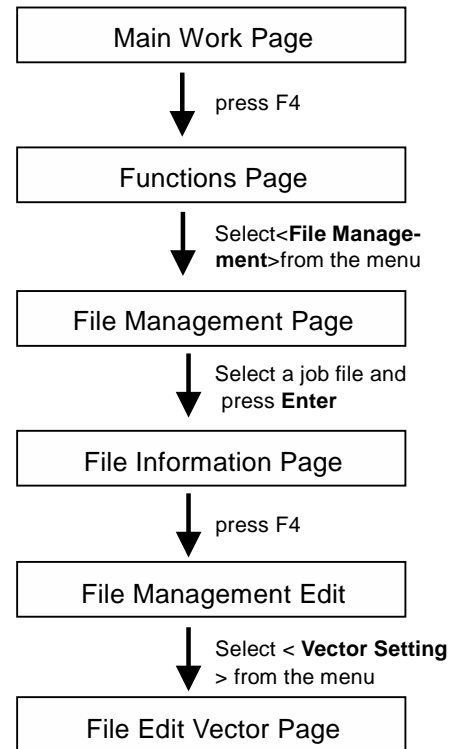 Main Work Page
press F4
Functions Page
Select<File Manage-
ment>from the menu
File Management Page
Select a job file and
press Enter
File Information Page
press F4
File Management Edit
Select < Vector Setting
> from the menu
File Edit Vector Page